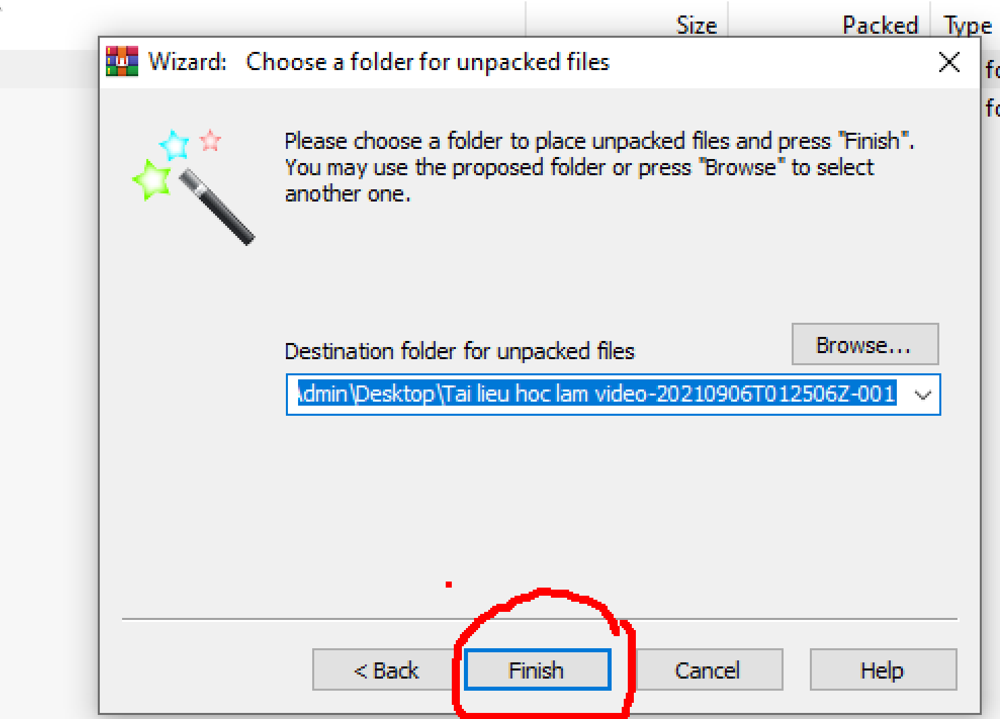 Size Packed Type
Wizard: Choose a folder for unpacked files
Please choose a folder to place unpacked files and press "Finish".
You may use the proposed folder or press "Browse" to select
another one.
Browse...
Destination folder for unpacked files
\dmin\Desktop\Tai lieu hoc lam video-20210906T012506Z-001
< Back Finish Cancel Help